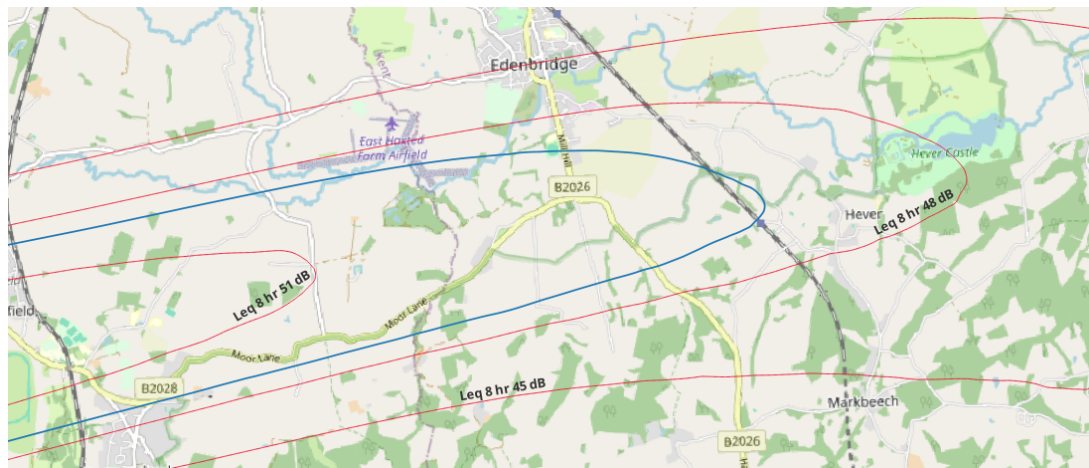 Kent
Edenbridge
East Haxted
Farm Airfield
Mill Hill
Hever Castle
B2026
Hever
Leq 8 hr 48 dB
Leq 8 hr 51 dB
field
Moor Lane
Moor Lane
B2028
Leq 8 hr 45 dB
Markbeech
B2026